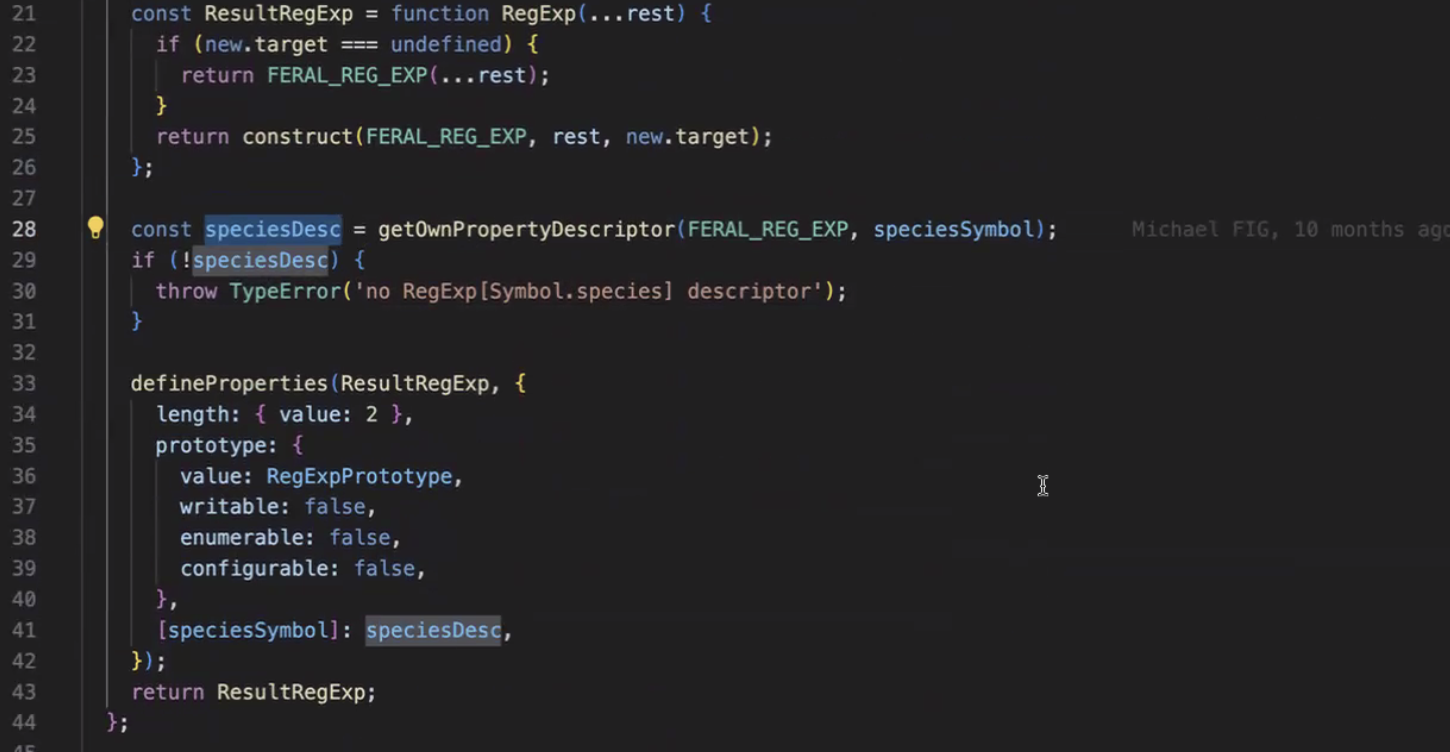 21 const ResultRegExp = function RegExp(...rest) {
22 if (new.target === undefined) {
23 return FERAL_REG_EXP(...rest);
24 }
25 return construct(FERAL_REG_EXP, rest, new.target);
26 };
27
28 const speciesDesc = getOwnPropertyDescriptor(FERAL_REG_EXP, speciesSymbol); Michael FIG, 10 months ago
29 if (!speciesDesc) {
30 throw TypeError('no RegExp[Symbol.species] descriptor');
31 }
32
33 defineProperties(ResultRegExp, {
34 length: { value: 2 },
35 prototype: {
36 value: RegExpPrototype,
37 writable: false,
38 enumerable: false,
39 configurable: false,
40 },
41 [speciesSymbol]: speciesDesc,
42 });
43 return ResultRegExp;
44 };
45